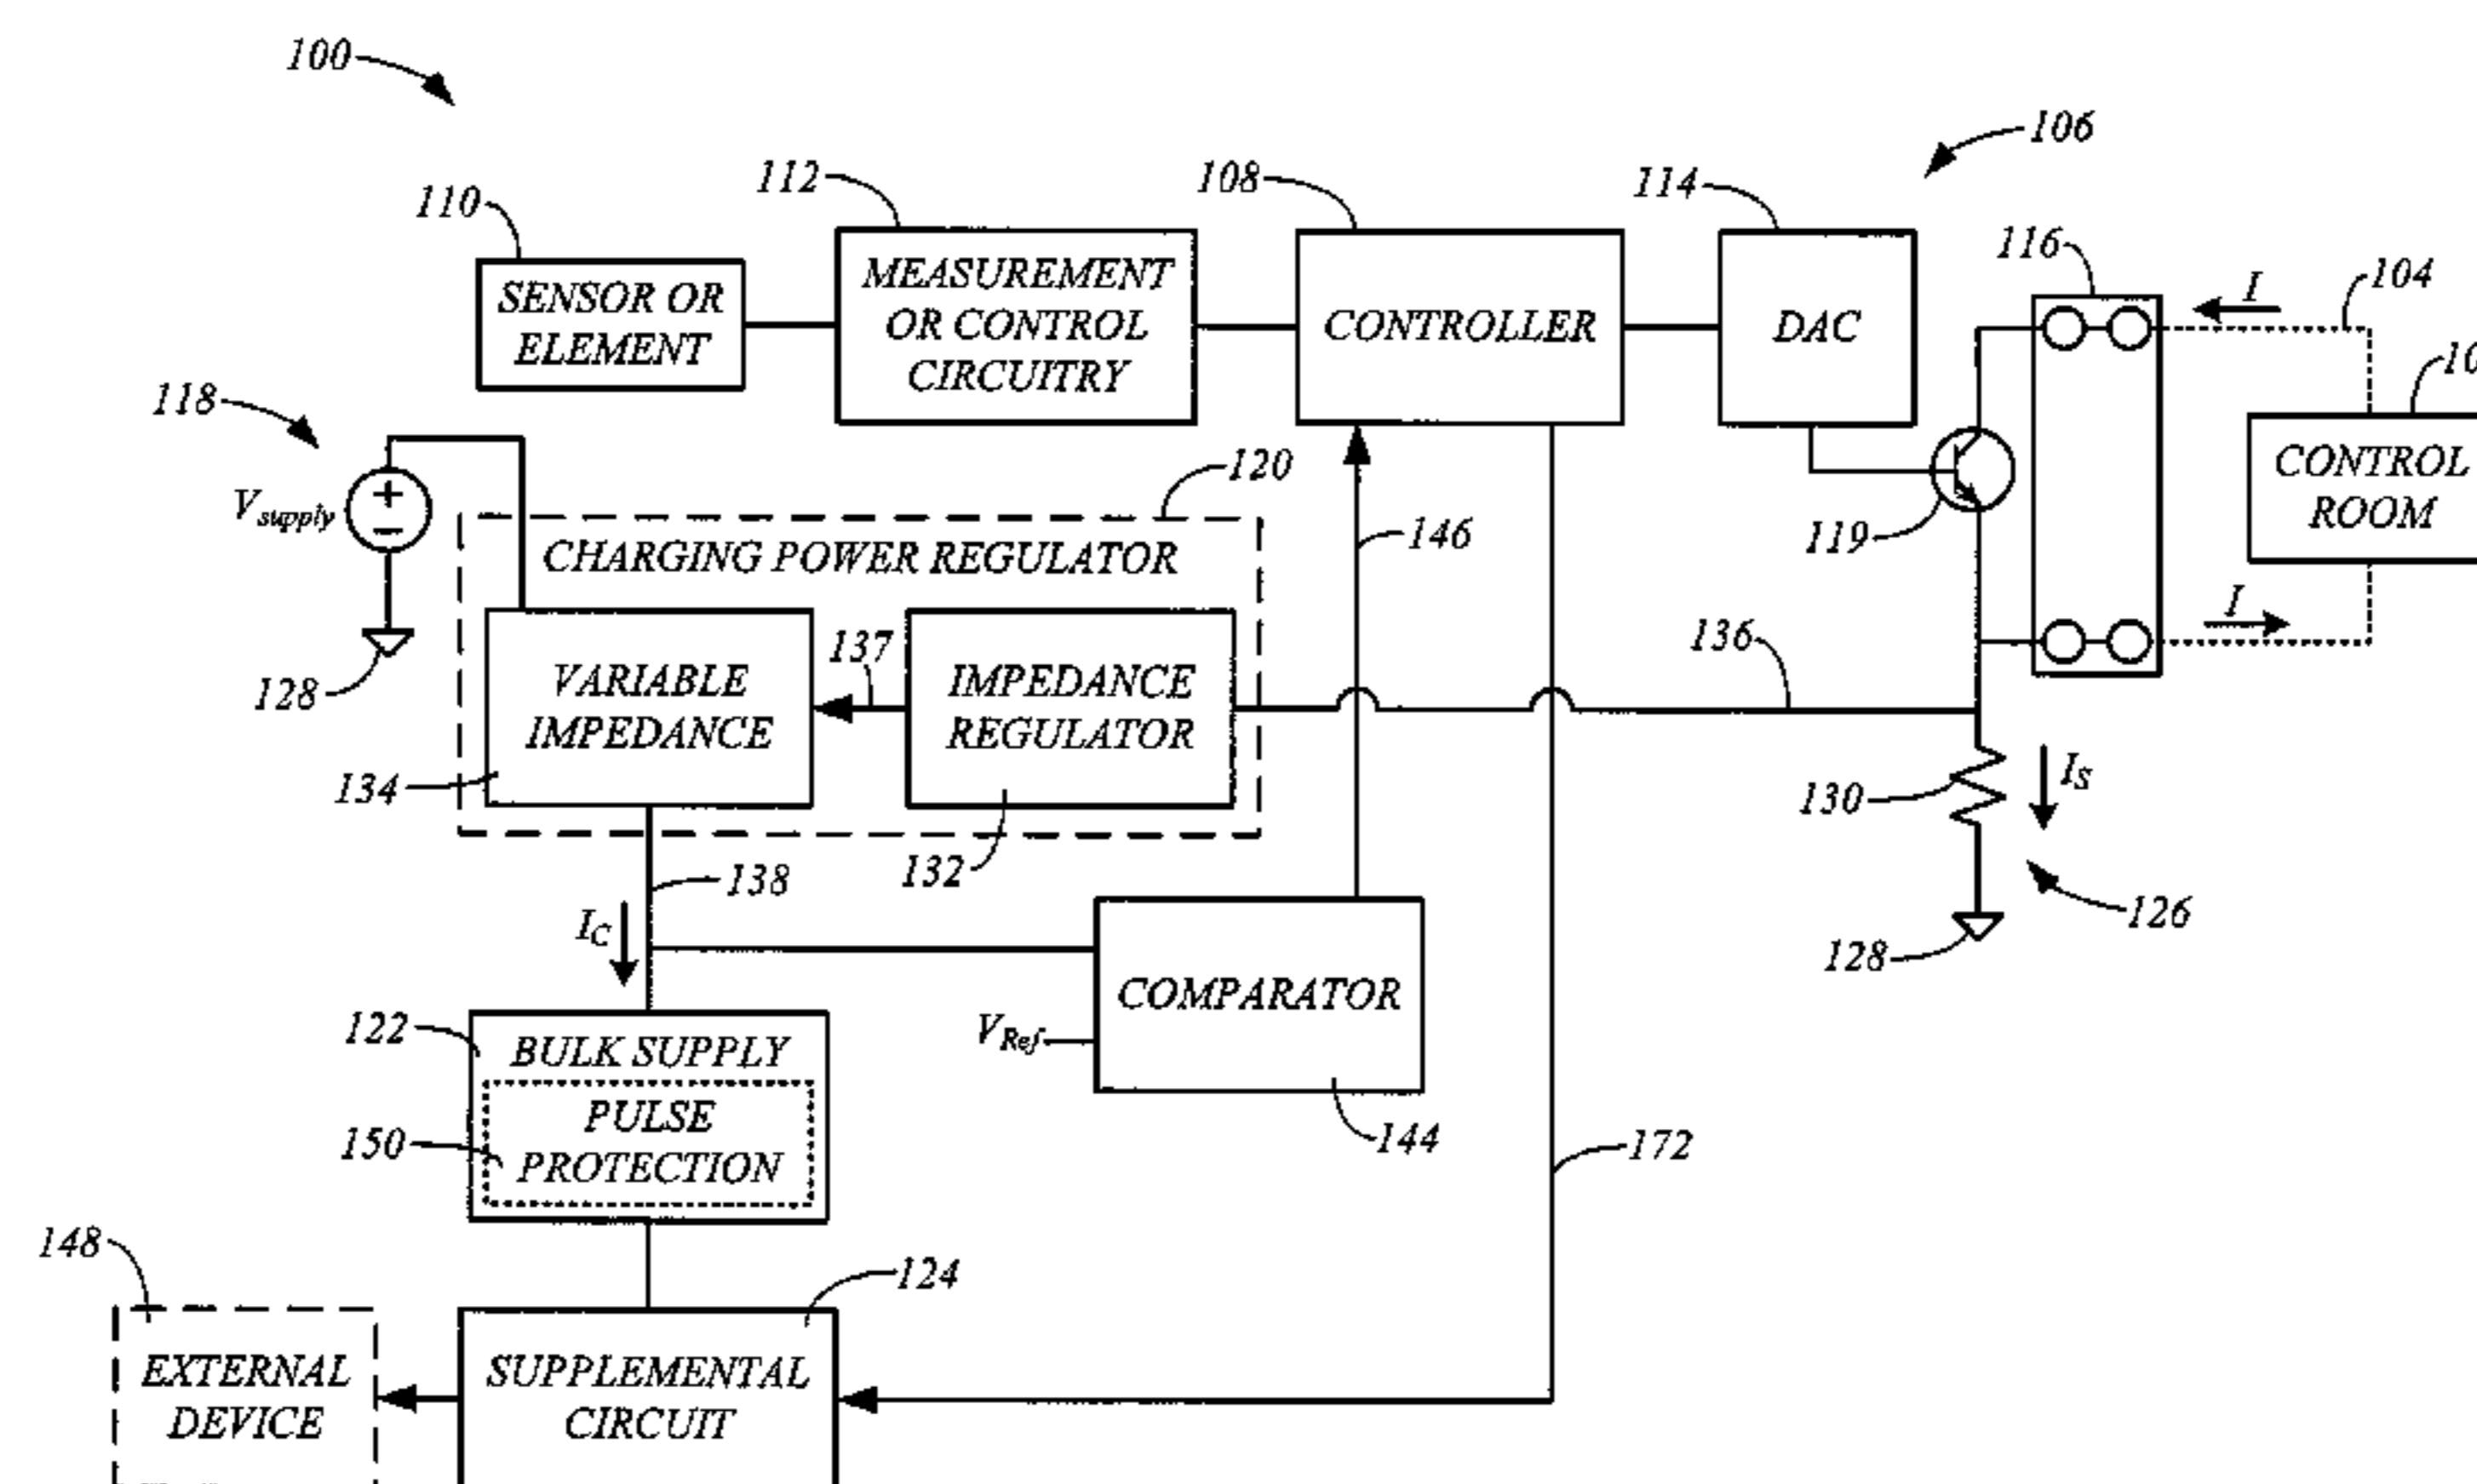 100
106
112
108
114
110
116
I
104
SENSOR OR
ELEMENT
MEASUREMENT
OR CONTROL
CIRCUITRY
CONTROLLER
DAC
118
120
CONTROL
ROOM
Vsupply
+
−
CHARGING POWER REGULATOR
146
119
I
137
136
128
VARIABLE
IMPEDANCE
IMPEDANCE
REGULATOR
134
132
130
IS
138
126
IC
128
COMPARATOR
122
BULK SUPPLY
VRef
PULSE
PROTECTION
150
144
172
148
124
EXTERNAL
DEVICE
SUPPLEMENTAL
CIRCUIT